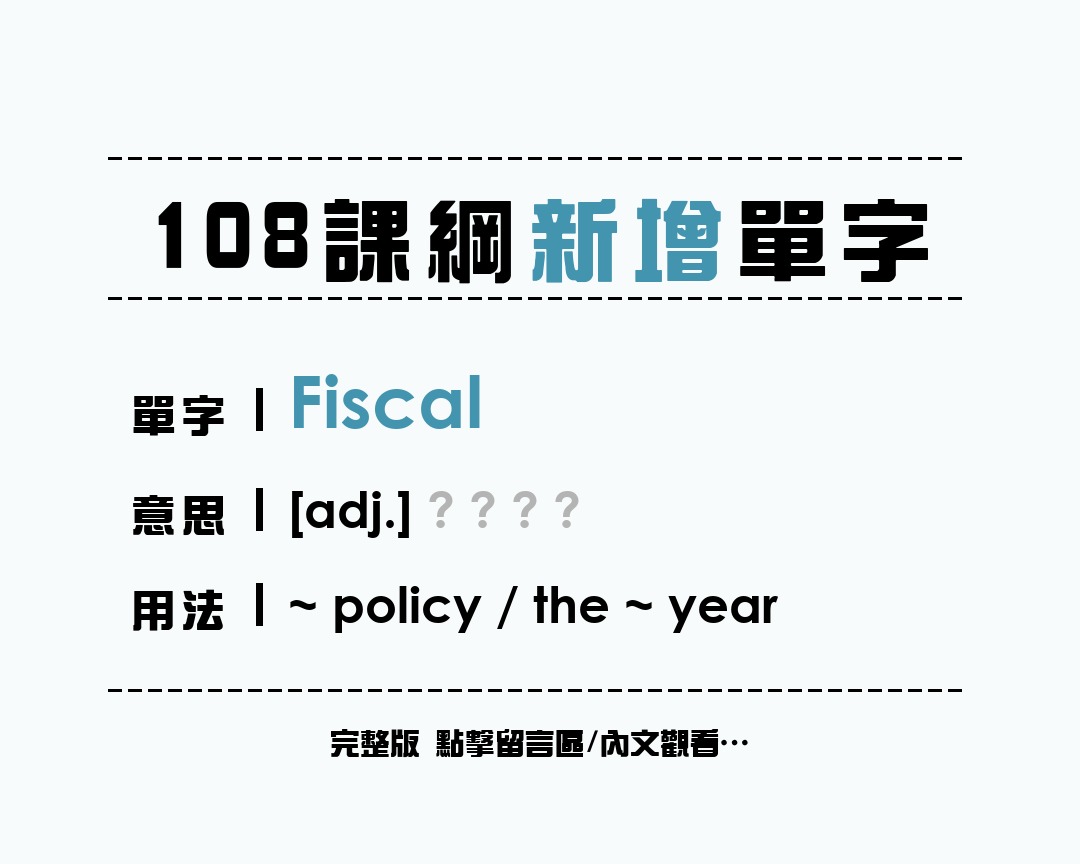 108課綱新增單字
單字 | Fiscal
意思 | [adj.] ? ? ? ?
用法 | ~ policy / the ~ year
完整版 點擊留言區/內文觀看…